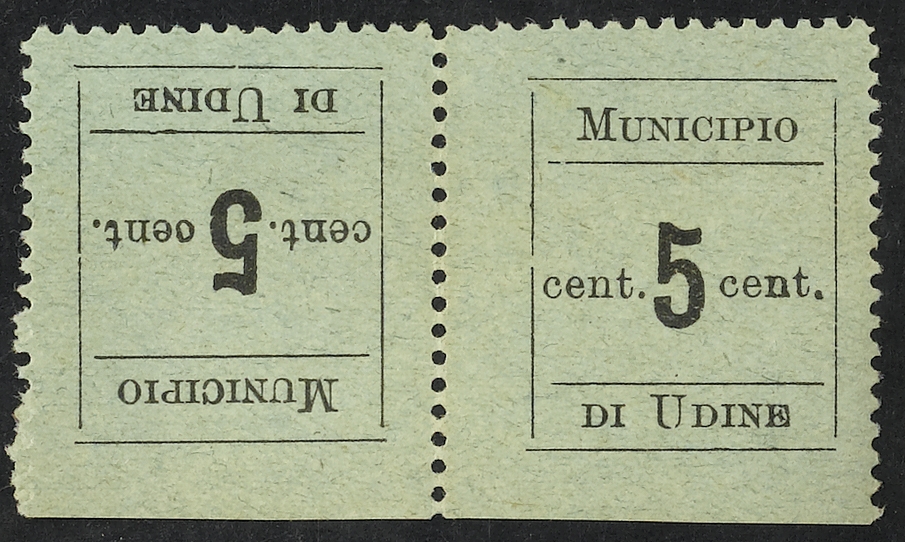 MUNICIPIO
cent. 5 cent.
DI UDINE
MUNICIPIO
cent. 5 cent.
DI UDINE